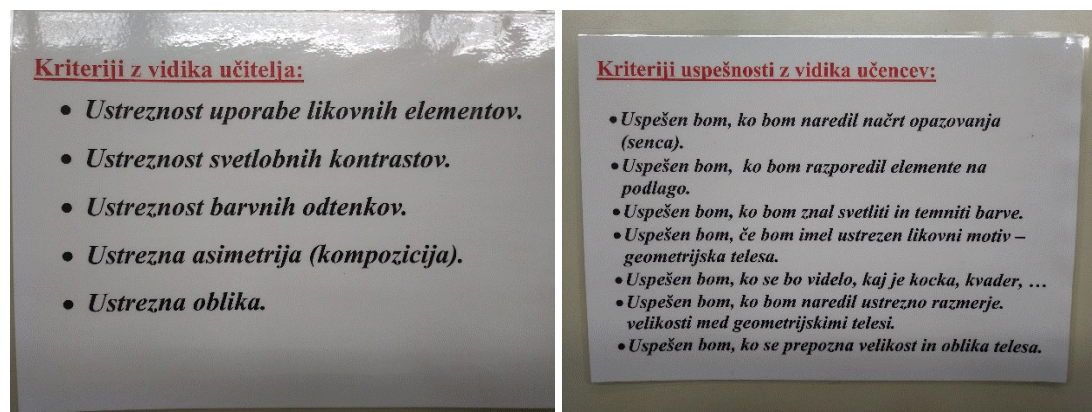 Kriteriji z vidika učitelja:
• Ustreznost uporabe likovnih elementov.
• Ustreznost svetlobnih kontrastov.
• Ustreznost barvnih odtenkov.
• Ustrezna asimetrija (kompozicija).
• Ustrezna oblika.
Kriteriji uspešnosti z vidika učencev:
• Uspešen bom, ko bom naredil načrt opazovanja
(senca).
• Uspešen bom, ko bom razporedil elemente na
podlago.
• Uspešen bom, ko bom znal svetliti in temniti barve.
• Uspešen bom, če bom imel ustrezen likovni motiv –
geometrijska telesa.
• Uspešen bom, ko se bo videlo, kaj je kocka, kvader, …
• Uspešen bom, ko bom naredil ustrezno razmerje.
velikosti med geometrijskimi telesi.
• Uspešen bom, ko se prepozna velikost in oblika telesa.